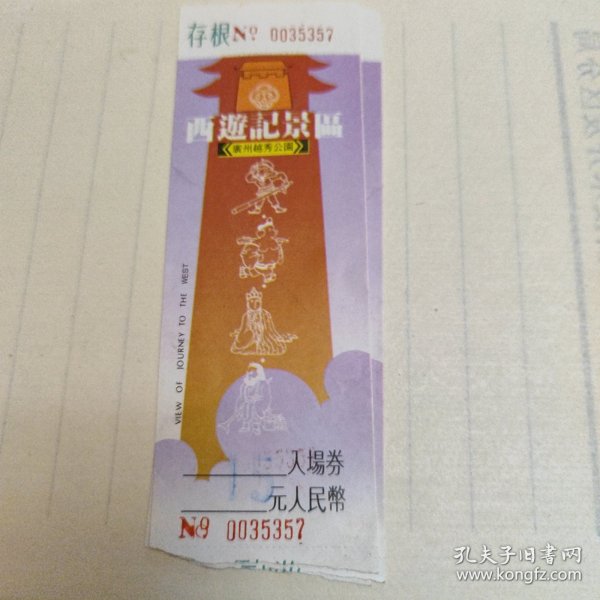 存根 No 0035357
西遊記景區
《廣州越秀公園》
VIEW OF JOURNEY TO THE WEST
入場券
15
元人民幣
No 0035357
孔夫子旧书网
www.kongfz.com